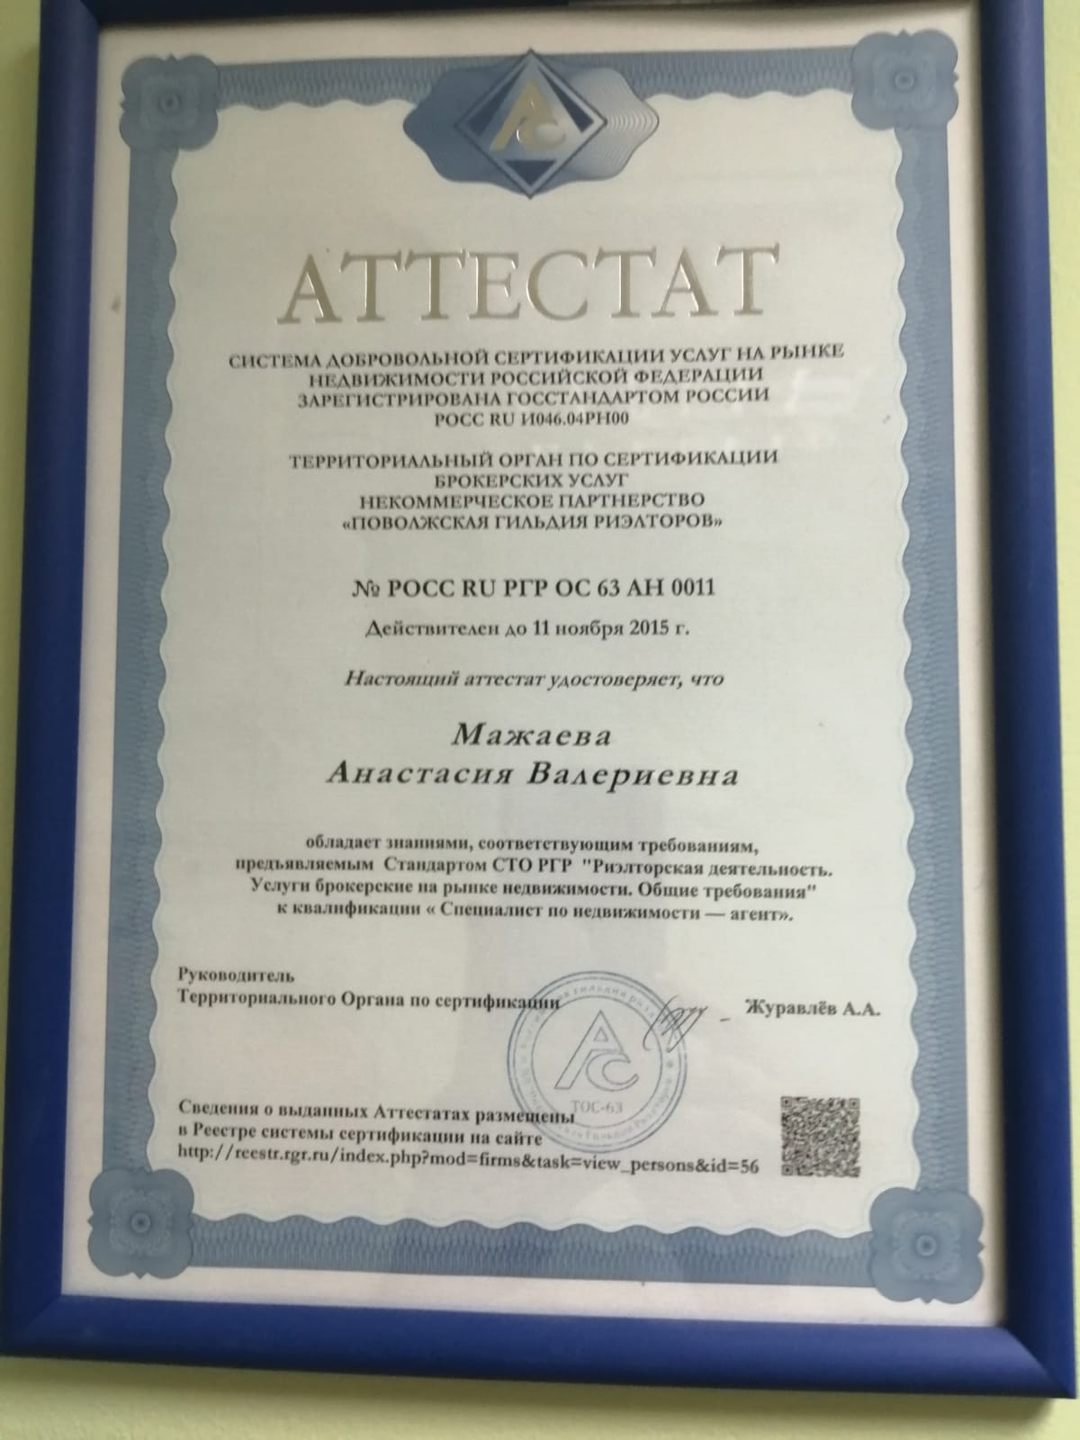 АТТЕСТАТ
СИСТЕМА ДОБРОВОЛЬНОЙ СЕРТИФИКАЦИИ УСЛУГ НА РЫНКЕ
НЕДВИЖИМОСТИ РОССИЙСКОЙ ФЕДЕРАЦИИ
ЗАРЕГИСТРИРОВАНА ГОССТАНДАРТОМ РОССИИ
РОСС RU И046.04РН00
ТЕРРИТОРИАЛЬНЫЙ ОРГАН ПО СЕРТИФИКАЦИИ
БРОКЕРСКИХ УСЛУГ
НЕКОММЕРЧЕСКОЕ ПАРТНЕРСТВО
«ПОВОЛЖСКАЯ ГИЛЬДИЯ РИЭЛТОРОВ»
№ РОСС RU РГР ОС 63 АН 0011
Действителен до 11 ноября 2015 г.
Настоящий аттестат удостоверяет, что
Мажаева
Анастасия Валериевна
обладает знаниями, соответствующим требованиям,
предъявляемым Стандартом СТО РГР "Риэлторская деятельность.
Услуги брокерские на рынке недвижимости. Общие требования"
к квалификации « Специалист по недвижимости — агент».
Руководитель
Территориального Органа по сертификации
Журавлёв А.А.
АС
ТОС-63
Сведения о выданных Аттестатах размещены
в Реестре системы сертификации на сайте
http://reestr.rgr.ru/index.php?mod=firms&task=view_persons&id=56